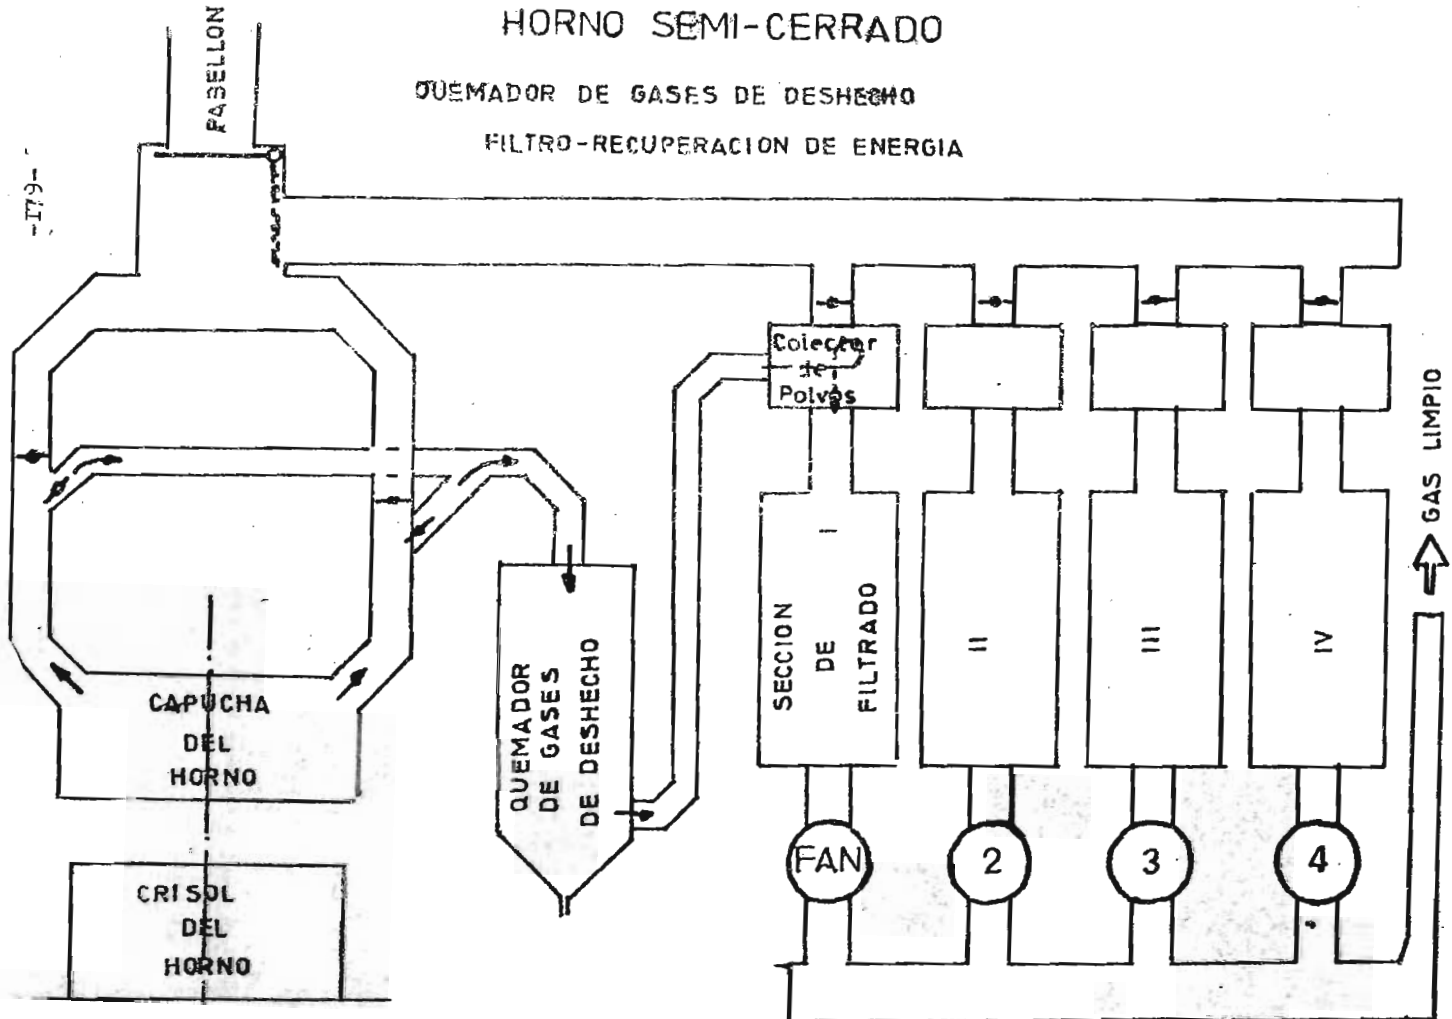 HORNO SEMI-CERRADO
QUEMADOR DE GASES DE DESHECHO
FILTRO-RECUPERACION DE ENERGIA
PABELLON
-179-
Colector
de
Polvos
GAS LIMPIO
SECCION
DE
FILTRADO
I
II
III
IV
CAPUCHA
DEL
HORNO
QUEMADOR
DE GASES
DE DESHECHO
FAN
2
3
4
CRISOL
DEL
HORNO